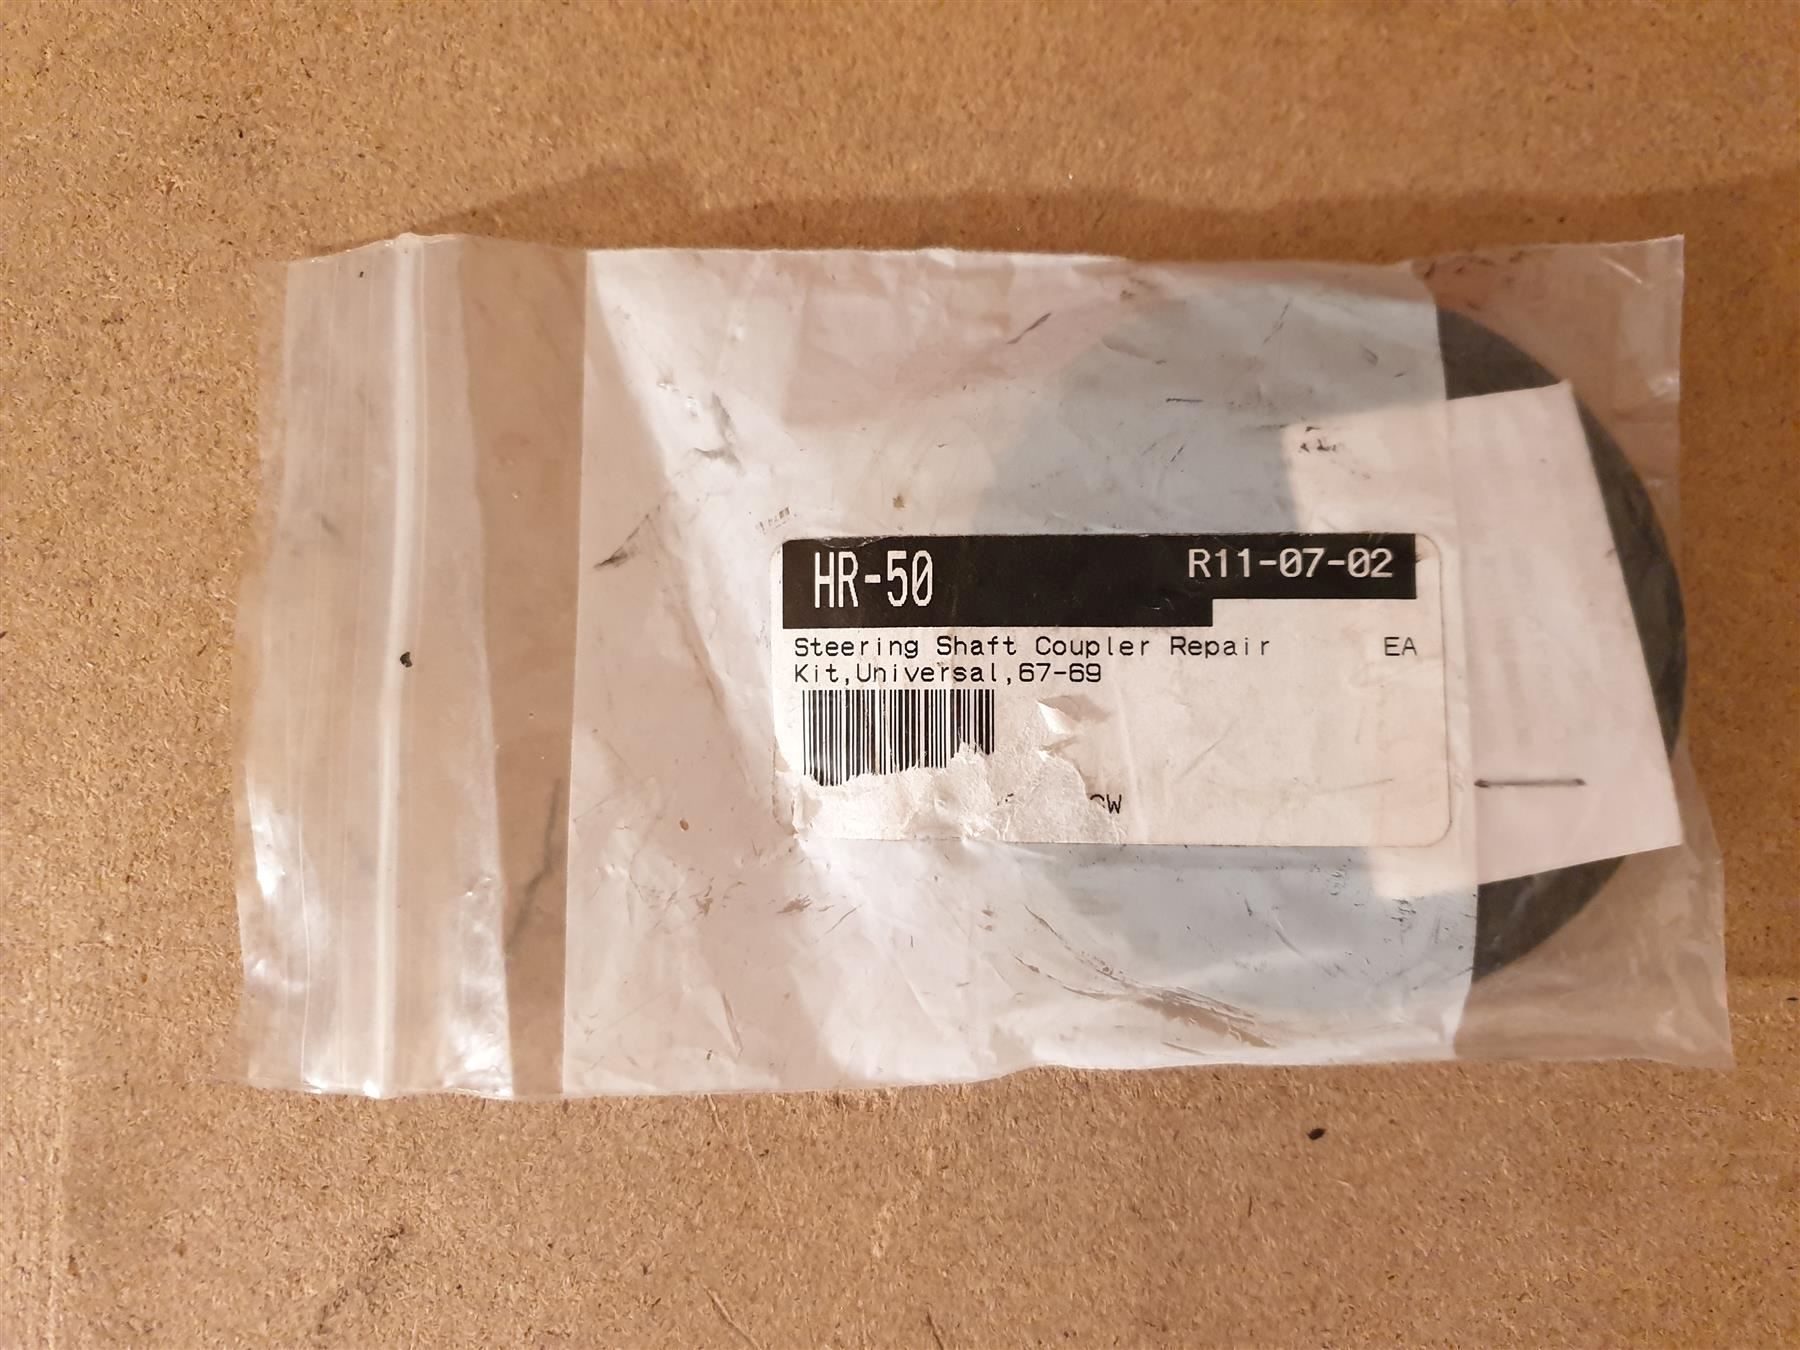 HR-50 R11-07-02
Steering Shaft Coupler Repair EA
Kit,Universal,67-69